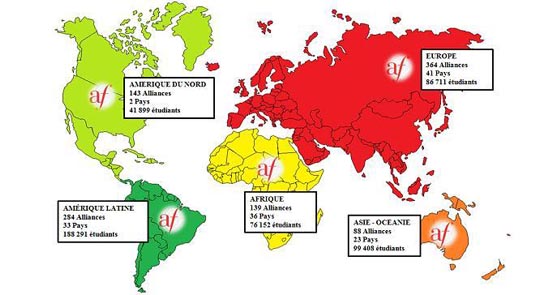 AMERIQUE DU NORD
143 Alliances
2 Pays
41 899 étudiants
af
EUROPE
364 Alliances
41 Pays
86 711 étudiants
af
AMÉRIQUE LATINE
284 Alliances
33 Pays
188 291 étudiants
af
AFRIQUE
139 Alliances
36 Pays
76 152 étudiants
af
ASIE - OCEANIE
88 Alliances
23 Pays
99 408 étudiants
af